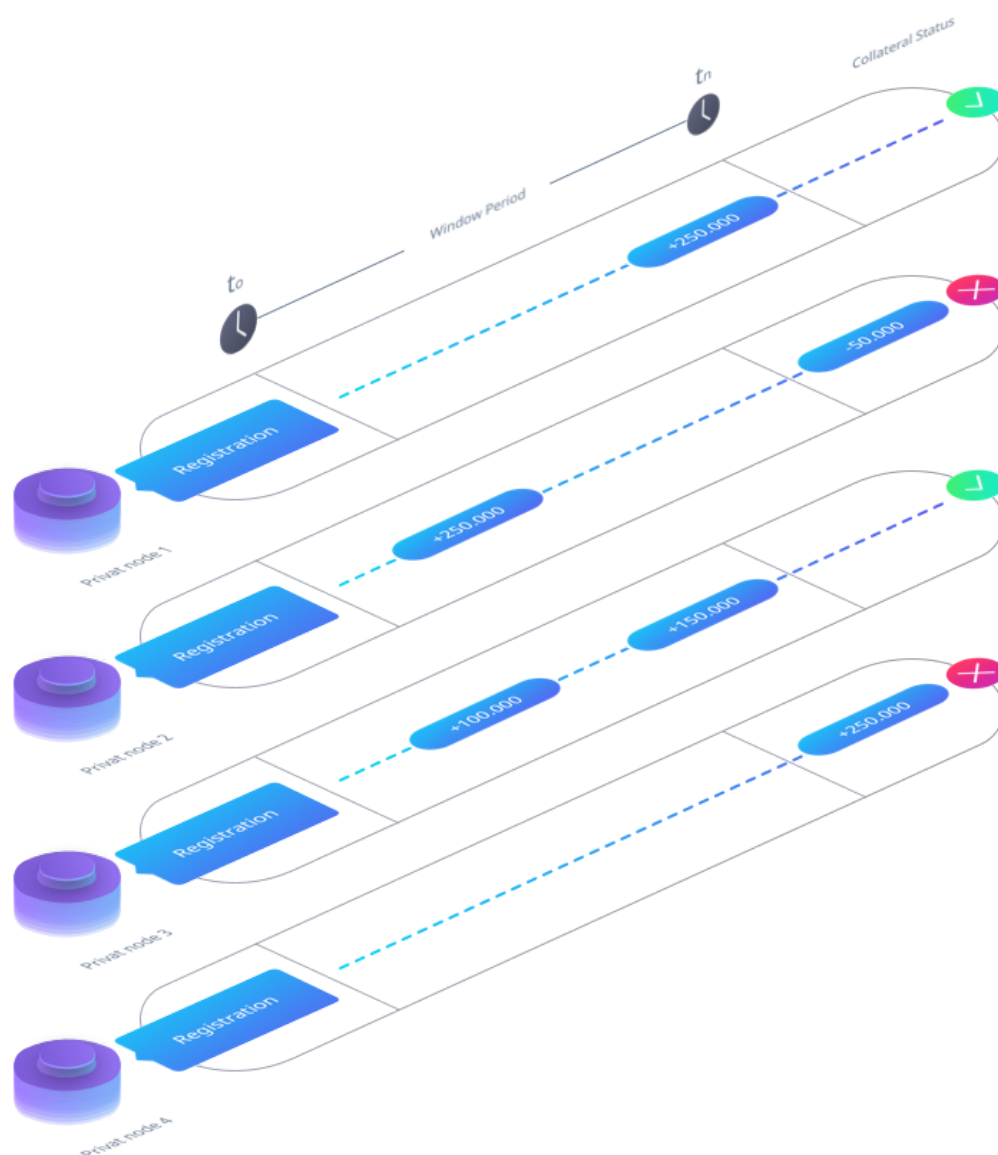 Collateral Status
tn
Window Period
to
+250.000
Registration
Privat node 1
-50.000
+250.000
Registration
Privat node 2
+150.000
+100.000
Registration
Privat node 3
+250.000
Registration
Privat node 4